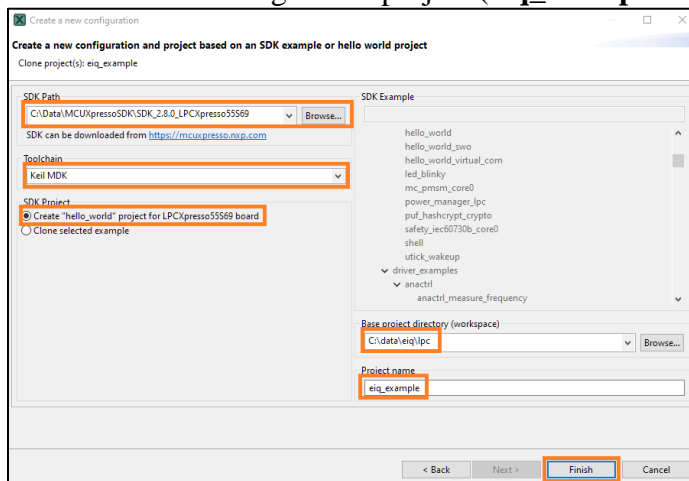 Create a new configuration
Create a new configuration and project based on an SDK example or hello world project
Clone project(s): eiq_example
SDK Path
C:\Data\MCUXpressoSDK\SDK_2.8.0_LPCXpresso55S69
Browse...
SDK can be downloaded from https://mcuxpresso.nxp.com
Toolchain
Keil MDK
SDK Project
Create "hello_world" project for LPCXpresso55S69 board
Clone selected example
SDK Example
hello_world
hello_world_swo
hello_world_virtual_com
led_blinky
mc_pmsm_core0
power_manager_lpc
puf_hashcrypt_crypto
safety_iec60730b_core0
shell
utick_wakeup
driver_examples
anactrl
anactrl_measure_frequency
Base project directory (workspace)
C:\data\eiq\lpc
Browse...
Project name
eiq_example
< Back
Next >
Finish
Cancel